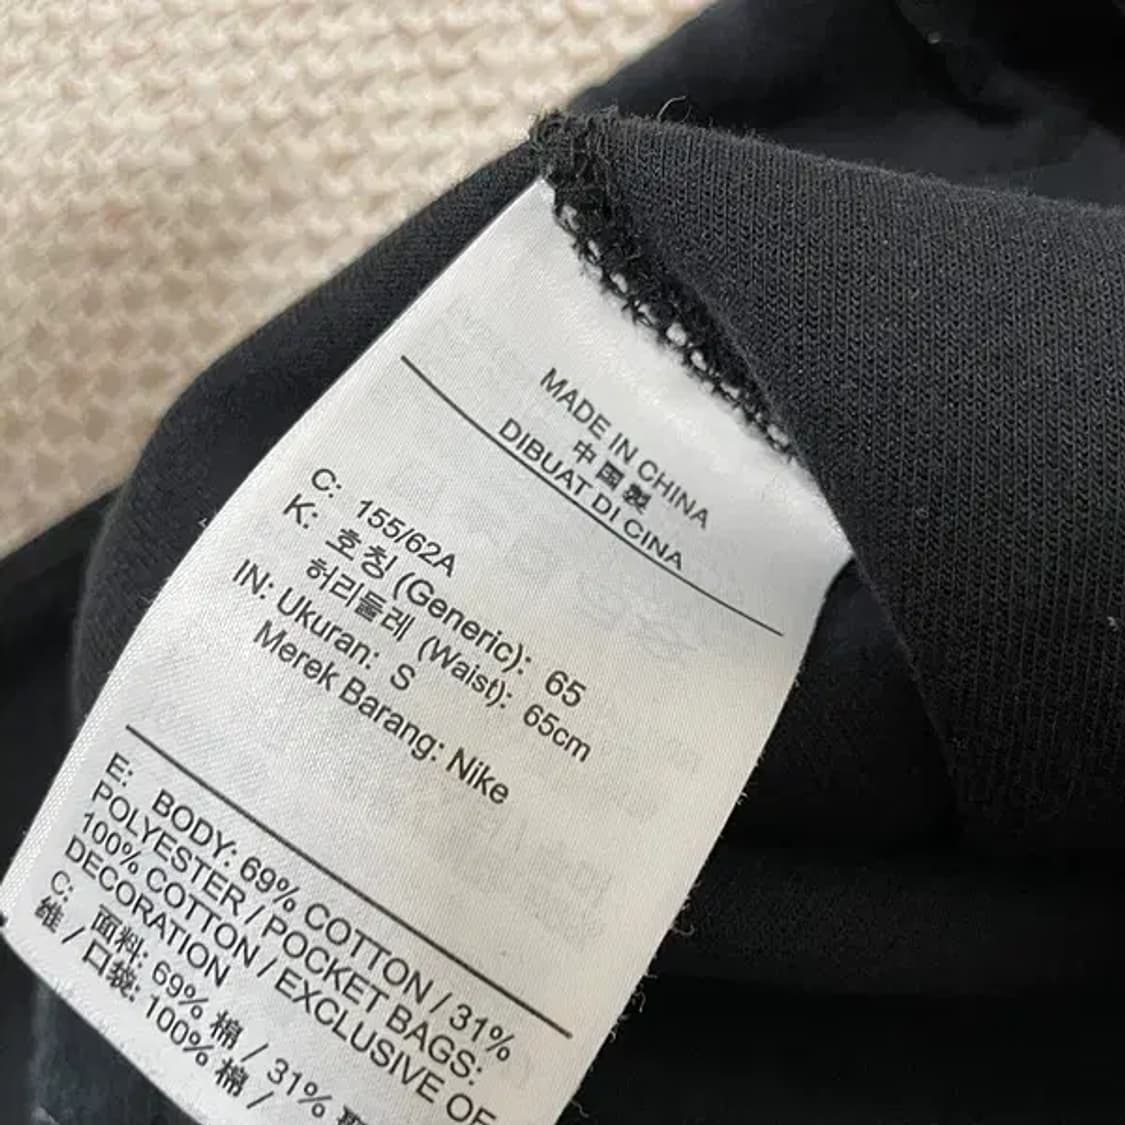 MADE IN CHINA
中国製
DIBUAT DI CINA
C: 155/62A
K: 호칭 (Generic): 65
허리둘레 (Waist): 65cm
IN: Ukuran: S
Merek Barang: Nike
E: BODY: 69% COTTON / 31%
POLYESTER / POCKET BAGS:
100% COTTON / EXCLUSIVE OF
DECORATION
C: 面料: 69% 棉 / 31%
維 / 口袋: 100% 棉 /